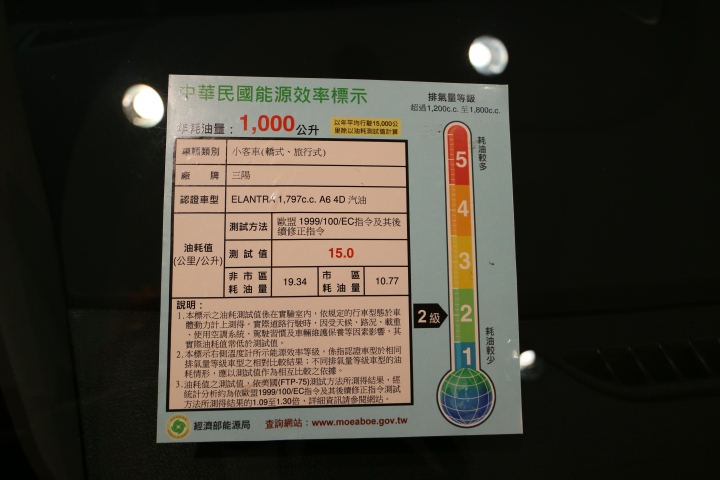 中華民國能源效率標示
年耗油量：1,000公升
以年平均行駛15,000公
里除以油耗測試值計算
車輛類別 小客車(轎式、旅行式)
廠牌 三陽
認證車型 ELANTRA 1,797c.c. A6 4D 汽油
油耗值
(公里/公升)
測試方法 歐盟 1999/100/EC指令及其後
續修正指令
測試值 15.0
非市區
耗油量 19.34
市區
耗油量 10.77
說明：
1.本標示之油耗測試值係在實驗室內，依規定的行車型態於車
體動力計上測得。實際道路行駛時，因受天候、路況、載重
、使用空調系統、駕駛習慣及車輛維護保養等因素影響，其
實際油耗值常低於測試值。
2.本標示右側溫度計所示能源效率等級，係指認證車型於相同
排氣量等級車型之相對比較結果；不同排氣量等級車型的油
耗情形，應以測試值作為相互比較之依據。
3.油耗值之測試值，依美國(FTP-75)測試方法所測得結果，經
統計分析約為依歐盟1999/100/EC指令及其後續修正指令測試
方法所測得結果的1.09至1.30倍，詳細資訊請參閱網站。
經濟部能源局 查詢網站：www.moeaboe.gov.tw
排氣量等級
超過1,200c.c. 至1,800c.c.
耗油較多
5
4
3
2
2級
1
耗油較少